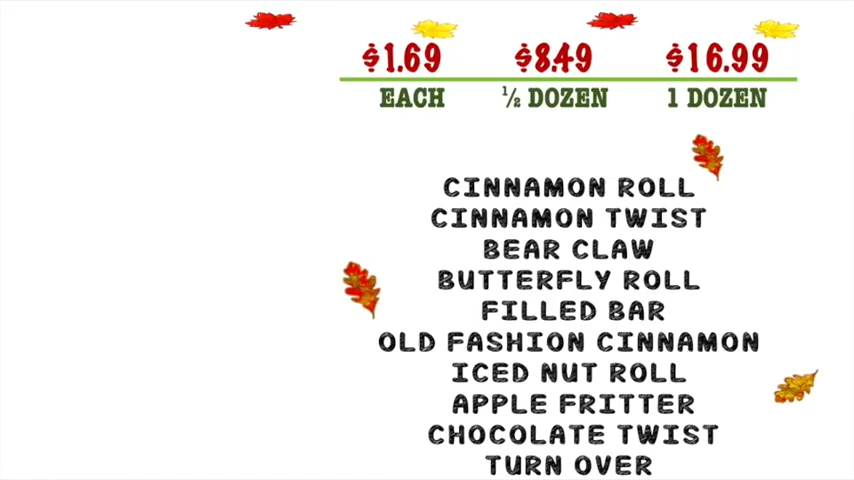 $1.69 $8.49 $16.99
EACH ½ DOZEN 1 DOZEN
CINNAMON ROLL
CINNAMON TWIST
BEAR CLAW
BUTTERFLY ROLL
FILLED BAR
OLD FASHION CINNAMON
ICED NUT ROLL
APPLE FRITTER
CHOCOLATE TWIST
TURN OVER